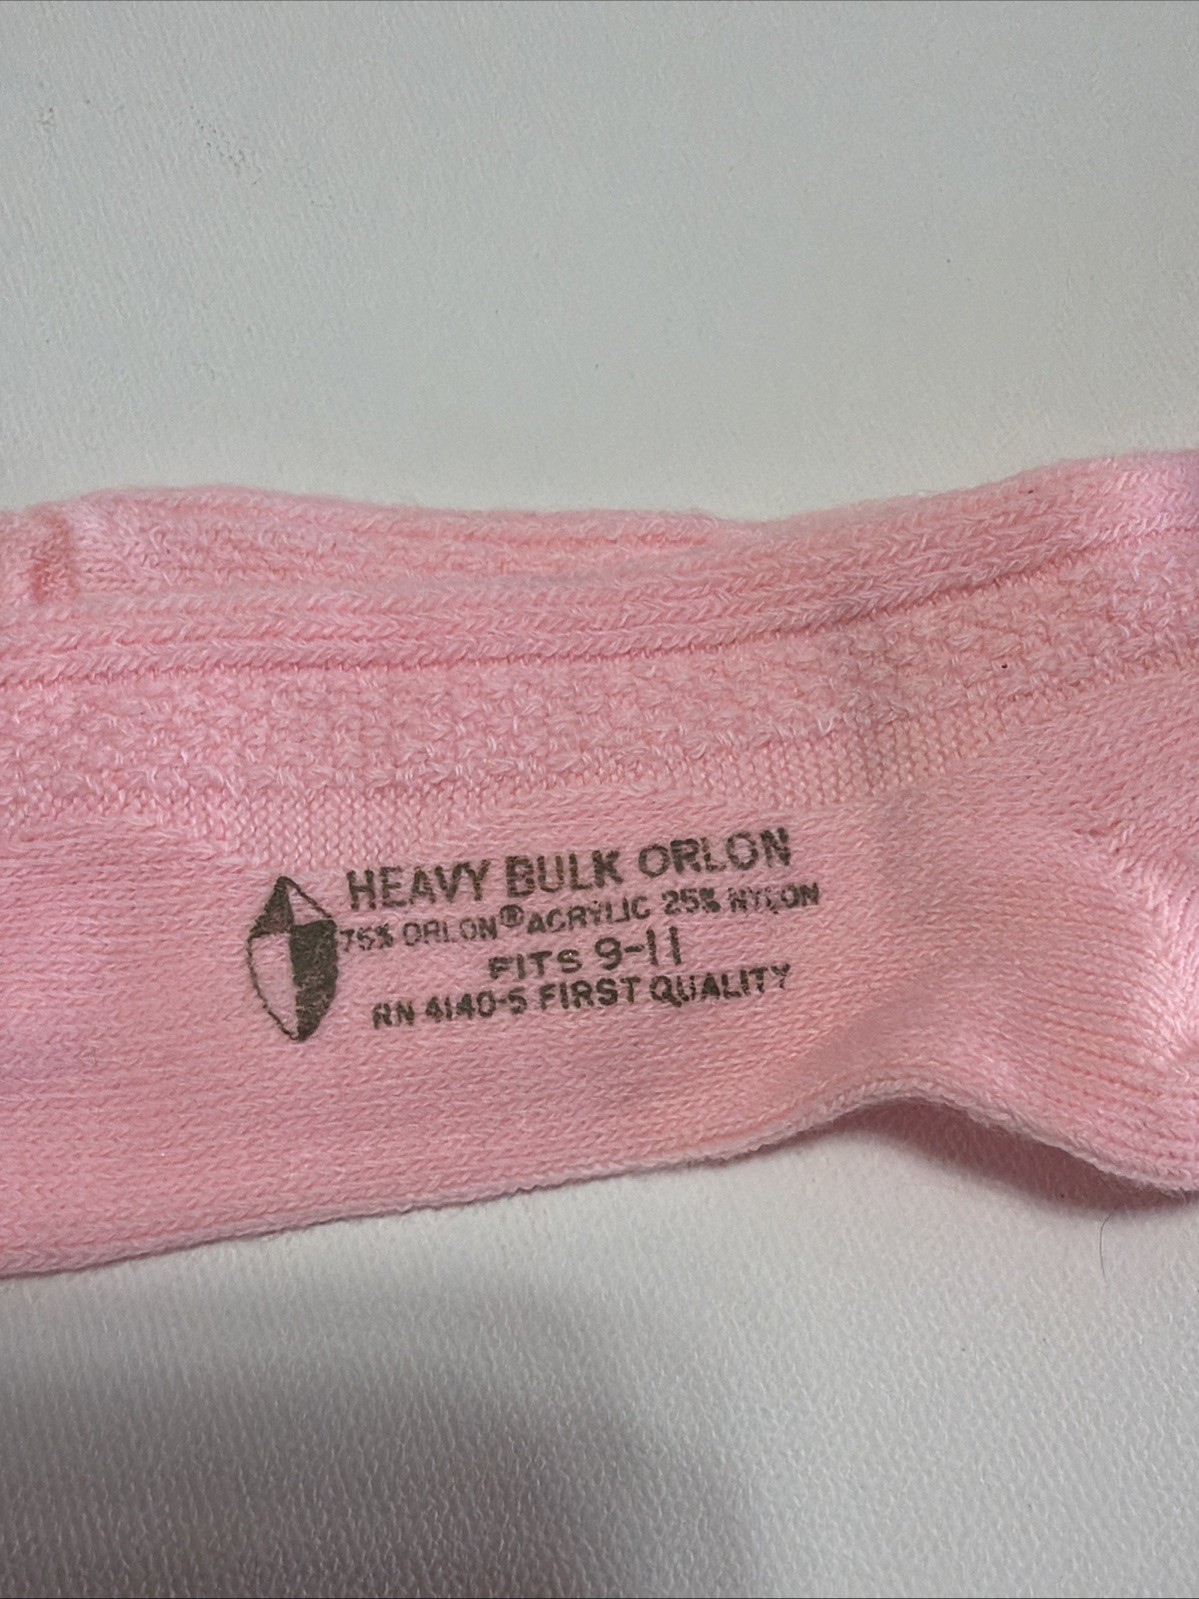 HEAVY BULK ORLON
75% ORLON® ACRYLIC 25% NYLON
FITS 9-11
RN 4140-5 FIRST QUALITY